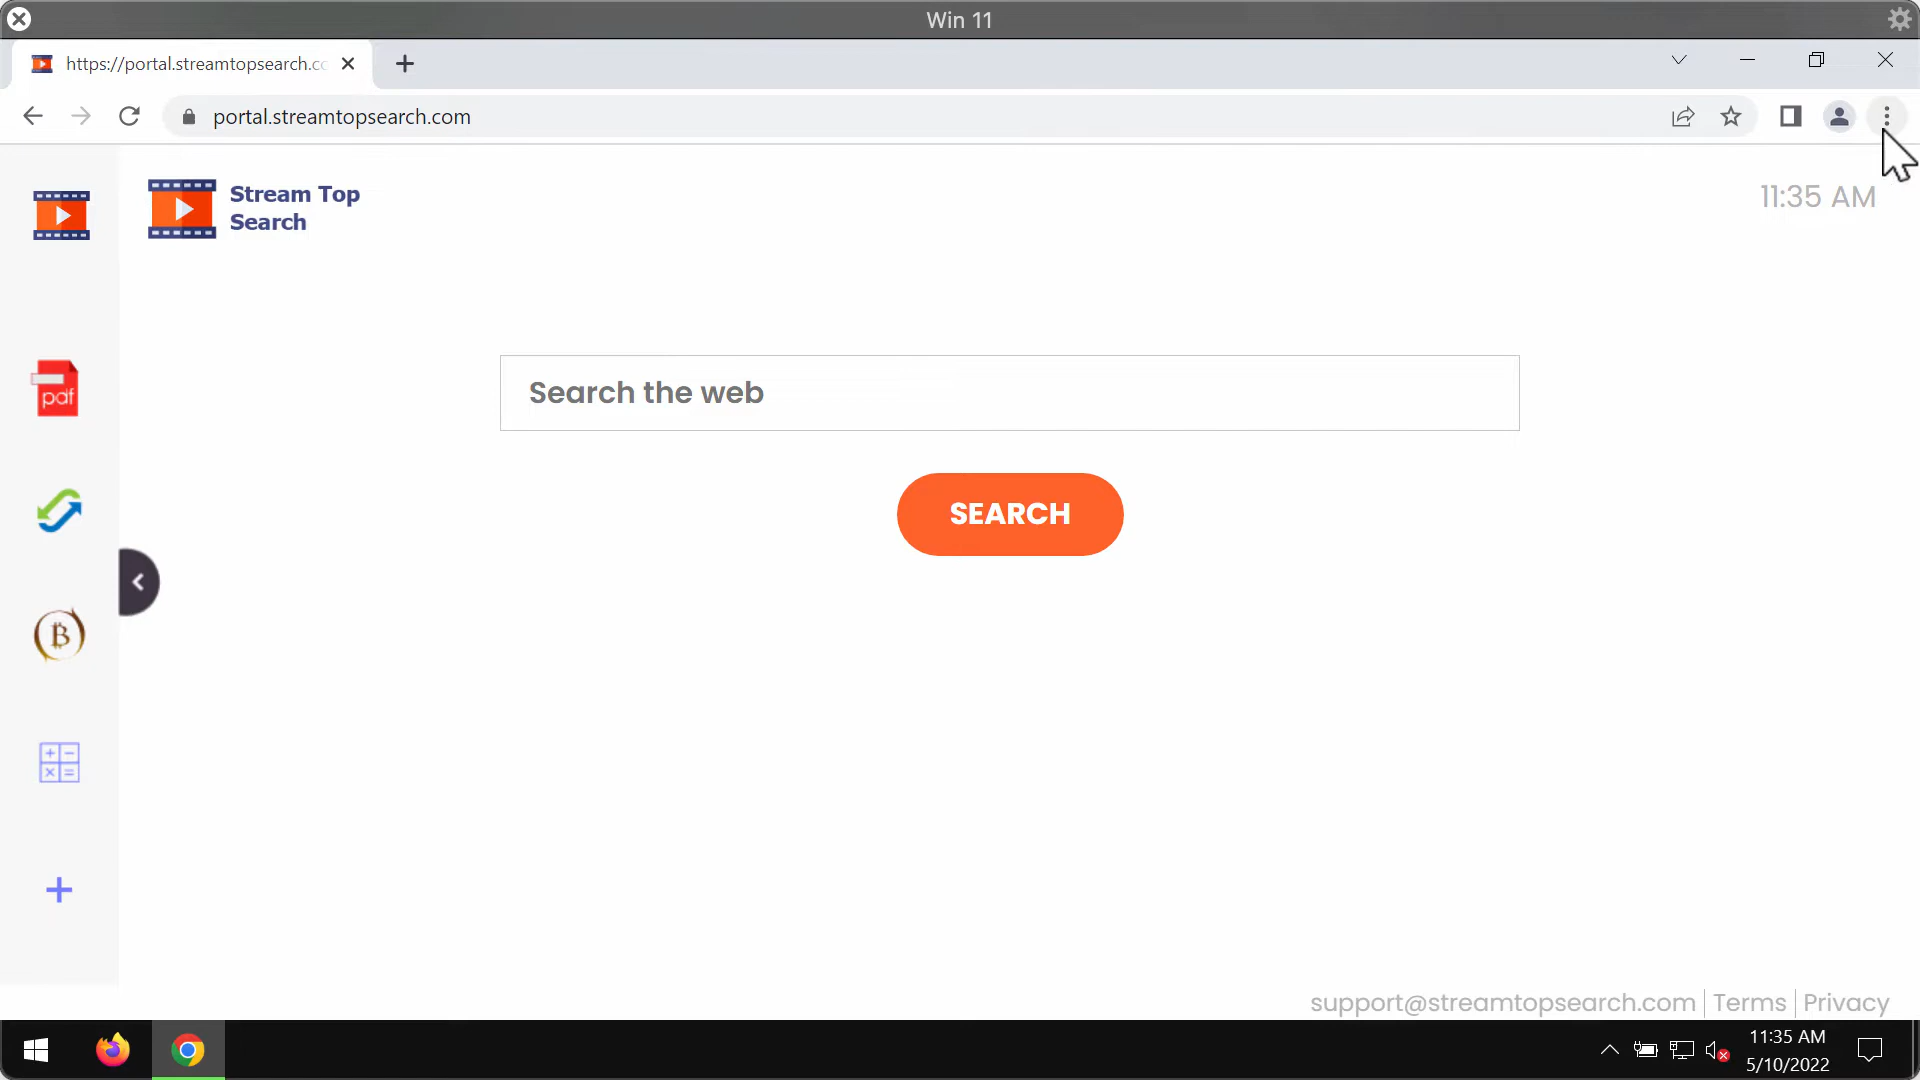 Win 11
https://portal.streamtopsearch.co
portal.streamtopsearch.com
Stream Top
Search
11:35 AM
Search the web
SEARCH
pdf
support@streamtopsearch.com | Terms | Privacy
11:35 AM
5/10/2022